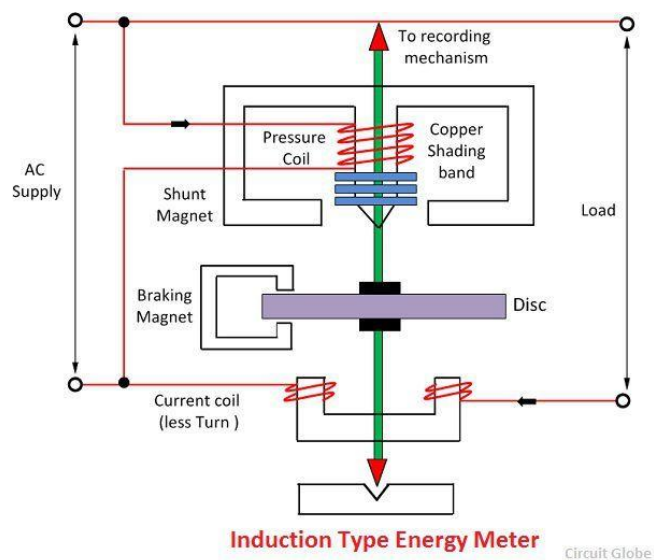 To recording
mechanism
Pressure
Coil
Copper
Shading
band
AC
Supply
Shunt
Magnet
Load
Braking
Magnet
Disc
Current coil
(less Turn )
Induction Type Energy Meter
Circuit Globe